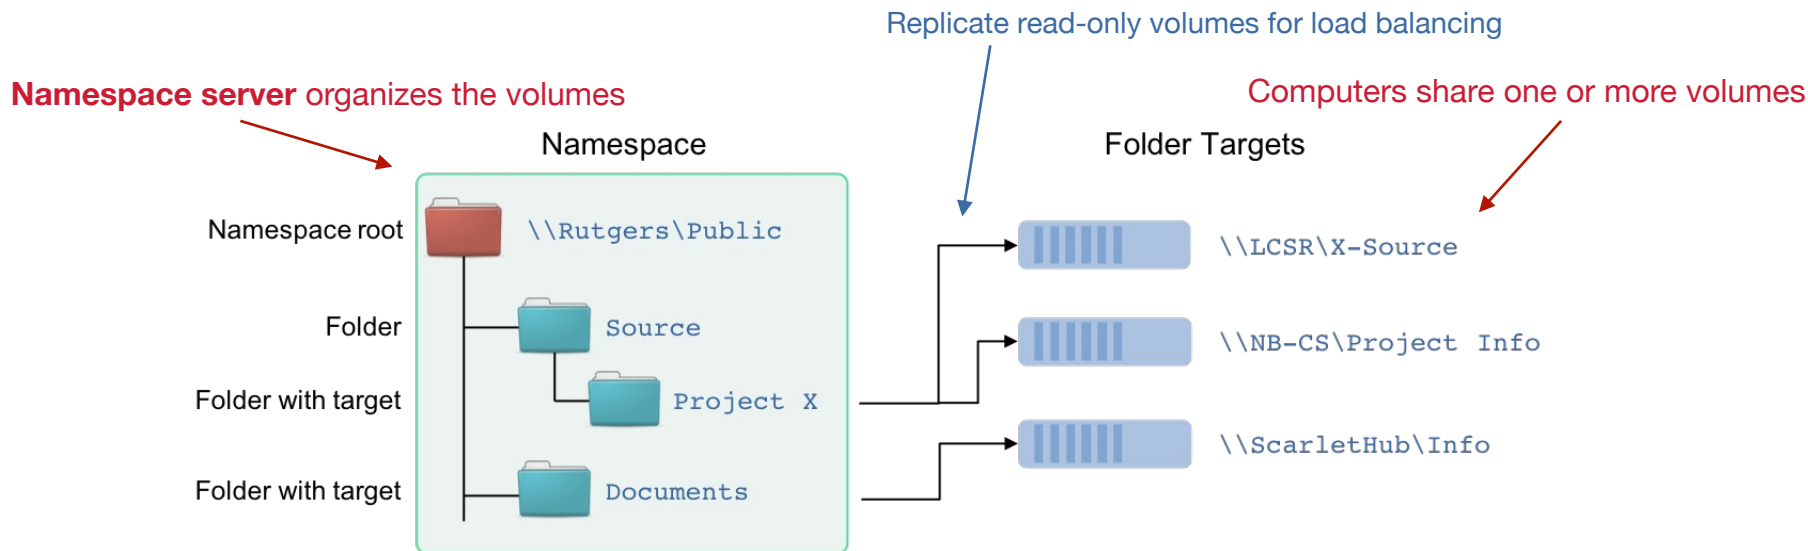 Replicate read-only volumes for load balancing
Namespace server organizes the volumes
Computers share one or more volumes
Namespace
Folder Targets
Namespace root
\\Rutgers\Public
\\LCSR\X-Source
Folder
Source
\\NB-CS\Project Info
Folder with target
Project X
\\ScarletHub\Info
Folder with target
Documents